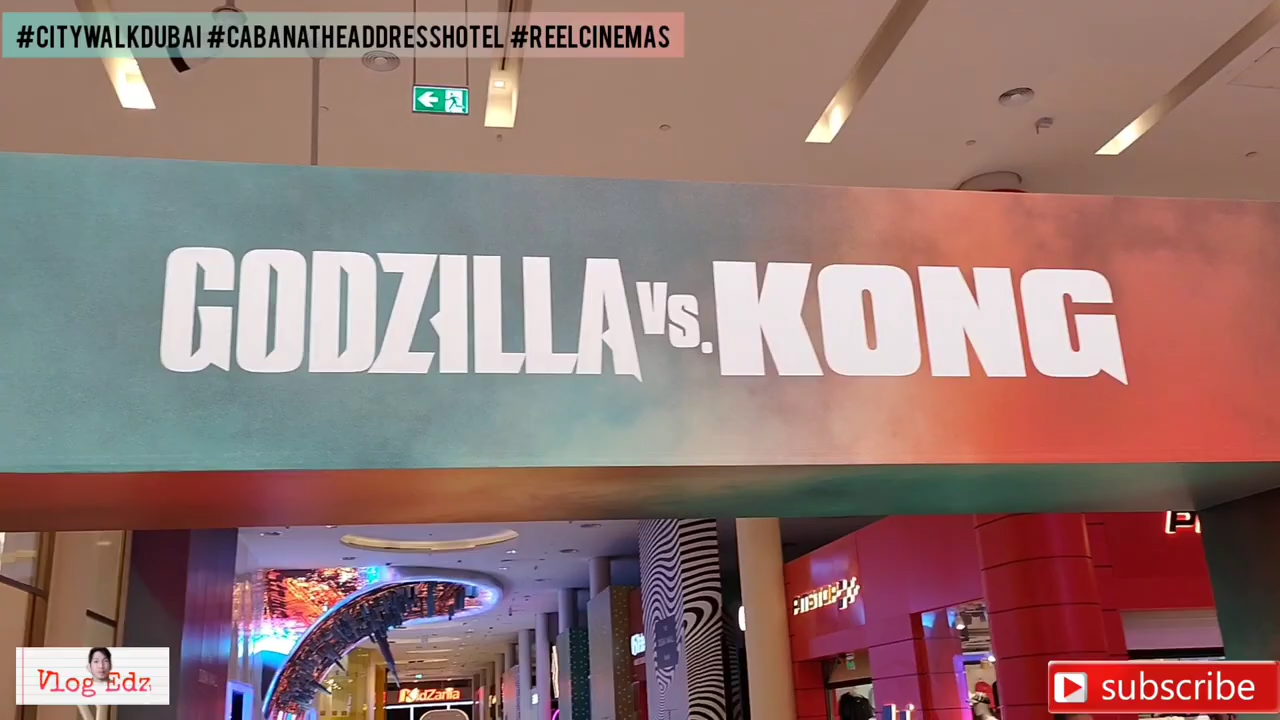 #CITYWALKDUBAI #CABANATHEADDRESSHOTEL #REELCINEMAS
GODZILLA VS. KONG
KidZania
Vlog Edz
subscribe